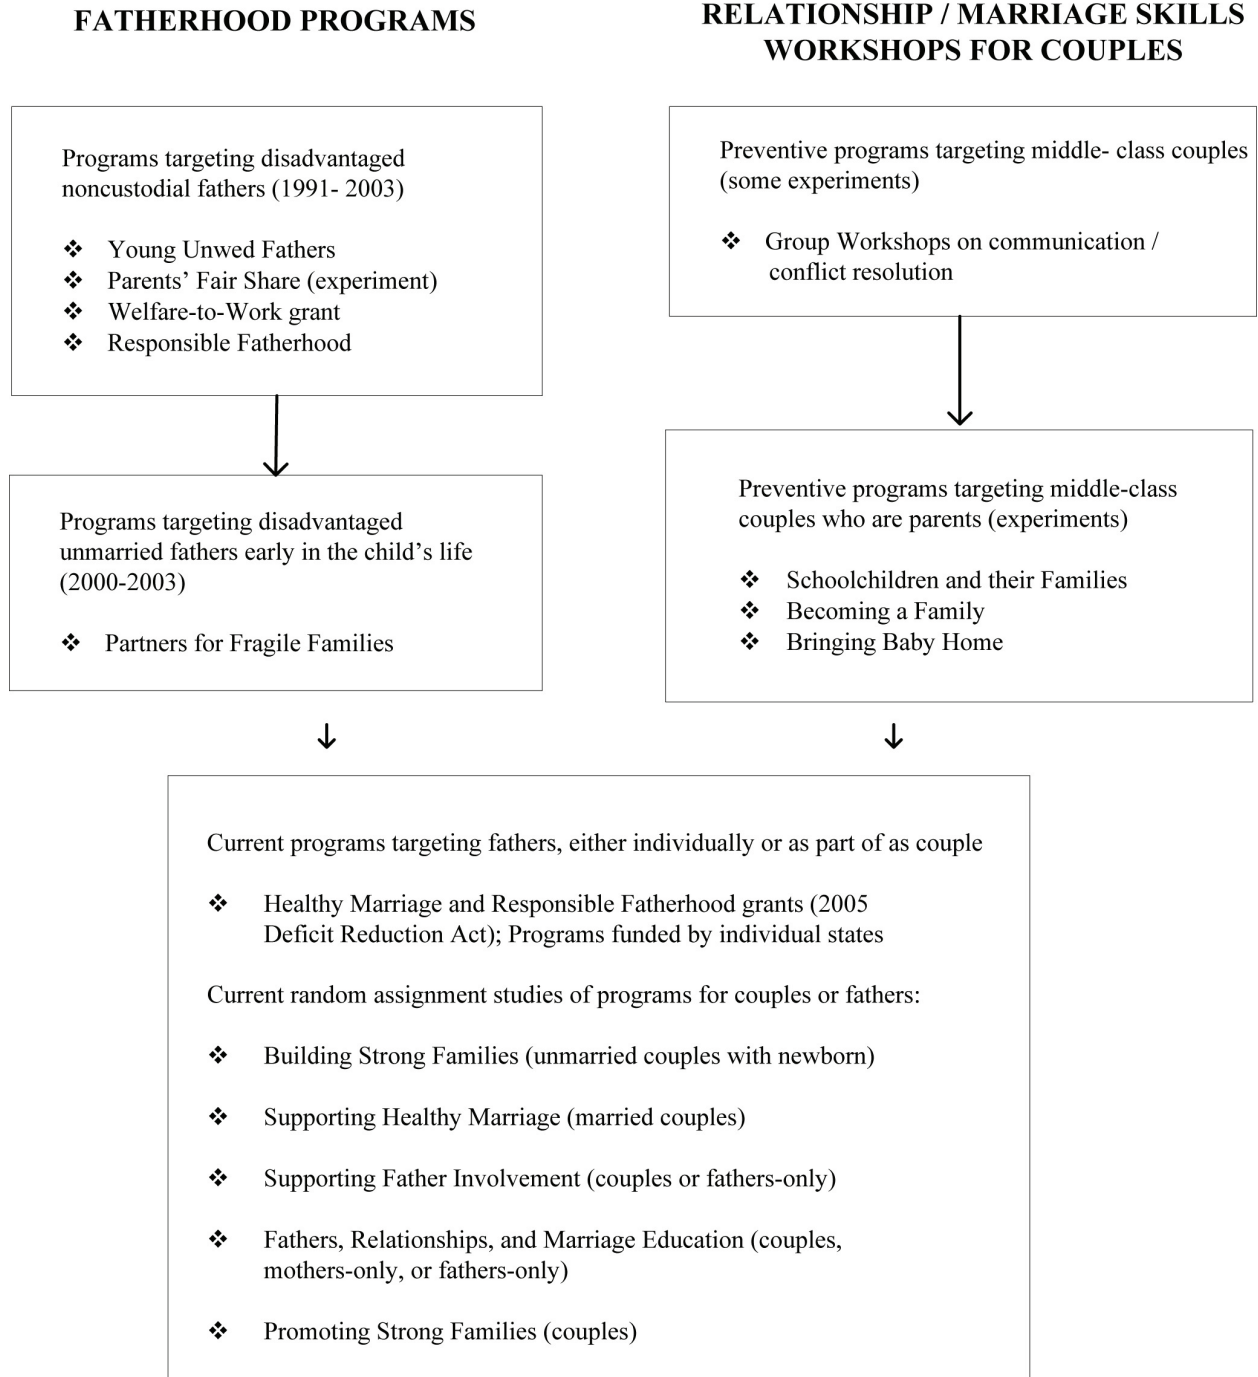 FATHERHOOD PROGRAMS
Programs targeting disadvantaged
noncustodial fathers (1991- 2003)
❖ Young Unwed Fathers
❖ Parents’ Fair Share (experiment)
❖ Welfare-to-Work grant
❖ Responsible Fatherhood
Programs targeting disadvantaged
unmarried fathers early in the child’s life
(2000-2003)
❖ Partners for Fragile Families
RELATIONSHIP / MARRIAGE SKILLS
WORKSHOPS FOR COUPLES
Preventive programs targeting middle- class couples
(some experiments)
❖ Group Workshops on communication /
conflict resolution
Preventive programs targeting middle-class
couples who are parents (experiments)
❖ Schoolchildren and their Families
❖ Becoming a Family
❖ Bringing Baby Home
Current programs targeting fathers, either individually or as part of as couple
❖ Healthy Marriage and Responsible Fatherhood grants (2005
Deficit Reduction Act); Programs funded by individual states
Current random assignment studies of programs for couples or fathers:
❖ Building Strong Families (unmarried couples with newborn)
❖ Supporting Healthy Marriage (married couples)
❖ Supporting Father Involvement (couples or fathers-only)
❖ Fathers, Relationships, and Marriage Education (couples,
mothers-only, or fathers-only)
❖ Promoting Strong Families (couples)